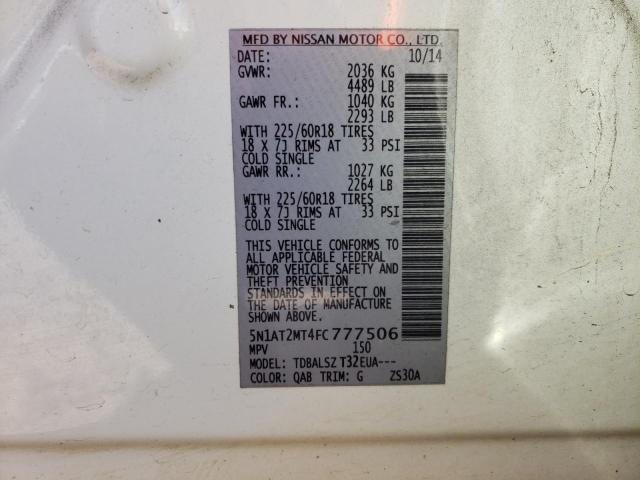 MFD BY NISSAN MOTOR CO., LTD.
DATE: 10/14
GVWR: 2036 KG
4489 LB
GAWR FR.: 1040 KG
2293 LB
WITH 225/60R18 TIRES
18 X 7J RIMS AT 33 PSI
COLD SINGLE
GAWR RR.: 1027 KG
2264 LB
WITH 225/60R18 TIRES
18 X 7J RIMS AT 33 PSI
COLD SINGLE
THIS VEHICLE CONFORMS TO
ALL APPLICABLE FEDERAL
MOTOR VEHICLE SAFETY AND
THEFT PREVENTION
STANDARDS IN EFFECT ON
THE DATE OF MANUFACTURE
SHOWN ABOVE.
5N1AT2MT4FC777506
MPV 150
MODEL: TDBALSZ T32EUA---
COLOR: QAB TRIM: G ZS30A